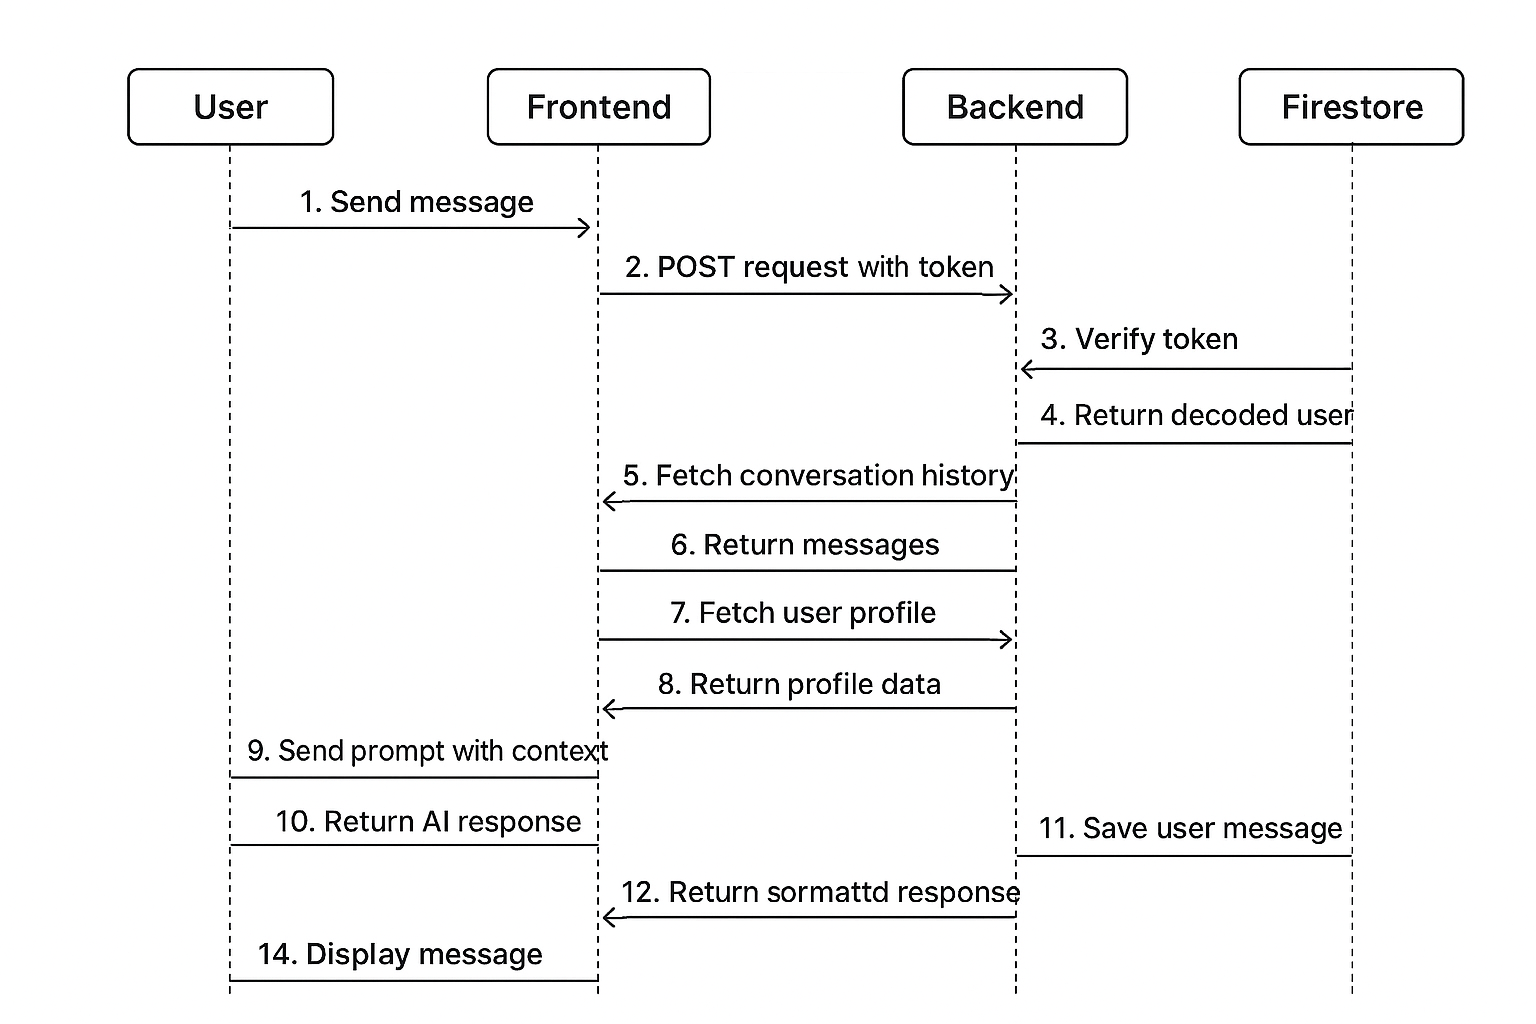 User
Frontend
Backend
Firestore
1. Send message
2. POST request with token
3. Verify token
4. Return decoded user
5. Fetch conversation history
6. Return messages
7. Fetch user profile
8. Return profile data
9. Send prompt with context
10. Return AI response
11. Save user message
12. Return sormattd response
14. Display message